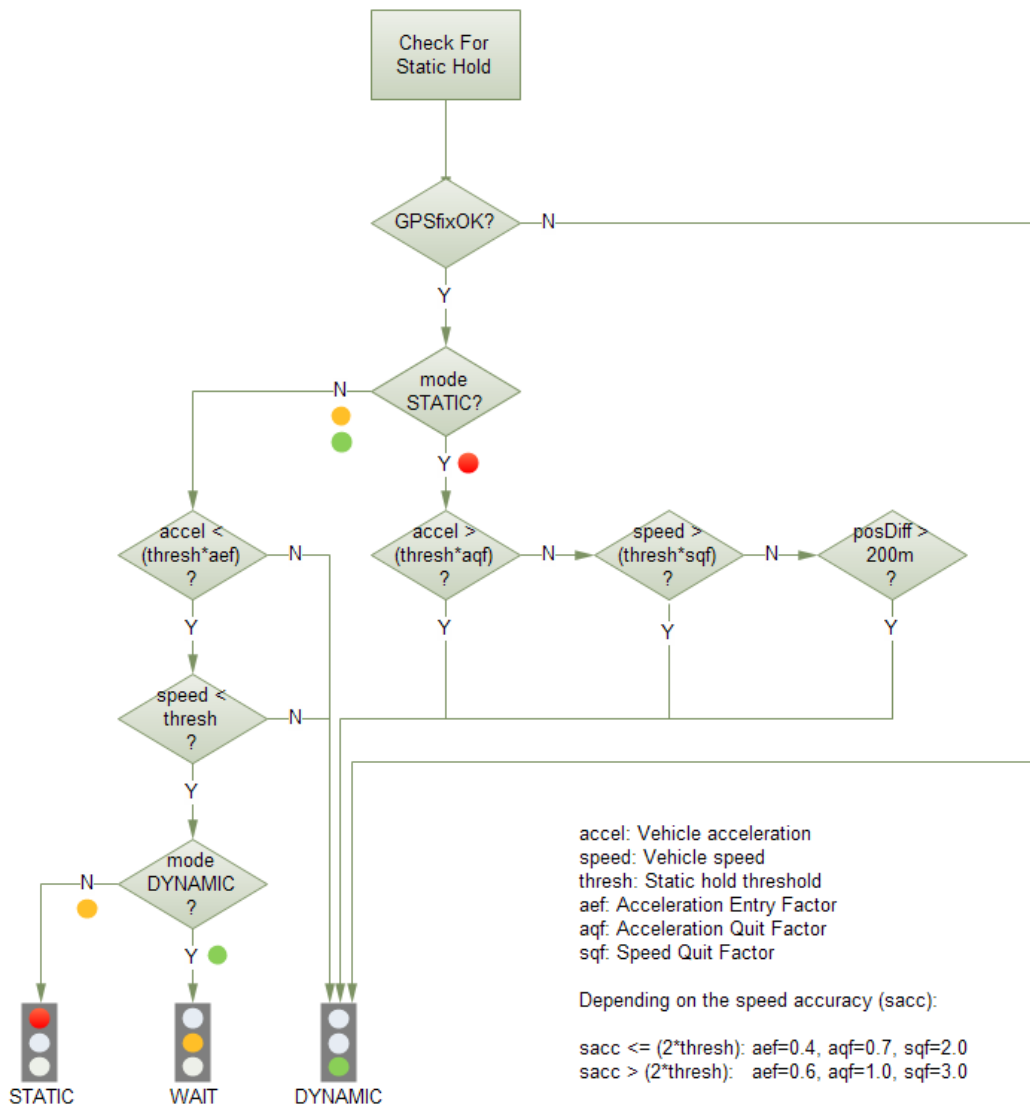 Check For
Static Hold
GPSfixOK?
N
Y
mode
STATIC?
N
Y
accel <
(thresh*aef)
?
N
accel >
(thresh*aqf)
?
N
speed >
(thresh*sqf)
?
N
posDiff >
200m
?
Y
Y
Y
Y
speed <
thresh
?
N
Y
mode
DYNAMIC
?
N
Y
STATIC
WAIT
DYNAMIC
accel: Vehicle acceleration
speed: Vehicle speed
thresh: Static hold threshold
aef: Acceleration Entry Factor
aqf: Acceleration Quit Factor
sqf: Speed Quit Factor
Depending on the speed accuracy (sacc):
sacc <= (2*thresh): aef=0.4, aqf=0.7, sqf=2.0
sacc > (2*thresh): aef=0.6, aqf=1.0, sqf=3.0